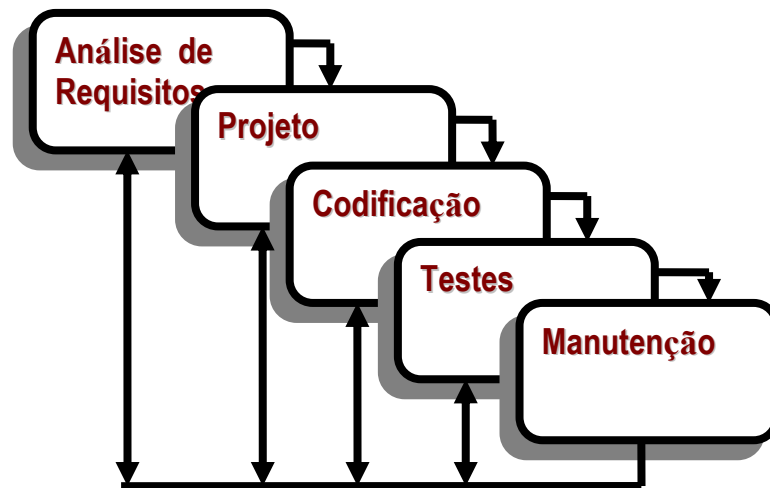 Análise de
Requisitos
Projeto
Codificação
Testes
Manutenção